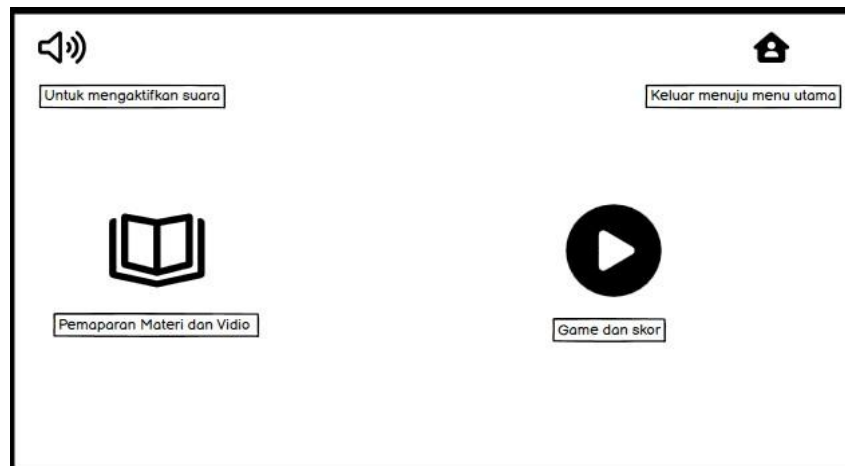 Untuk mengaktifkan suara
Keluar menuju menu utama
Pemaparan Materi dan Vidio
Game dan skor